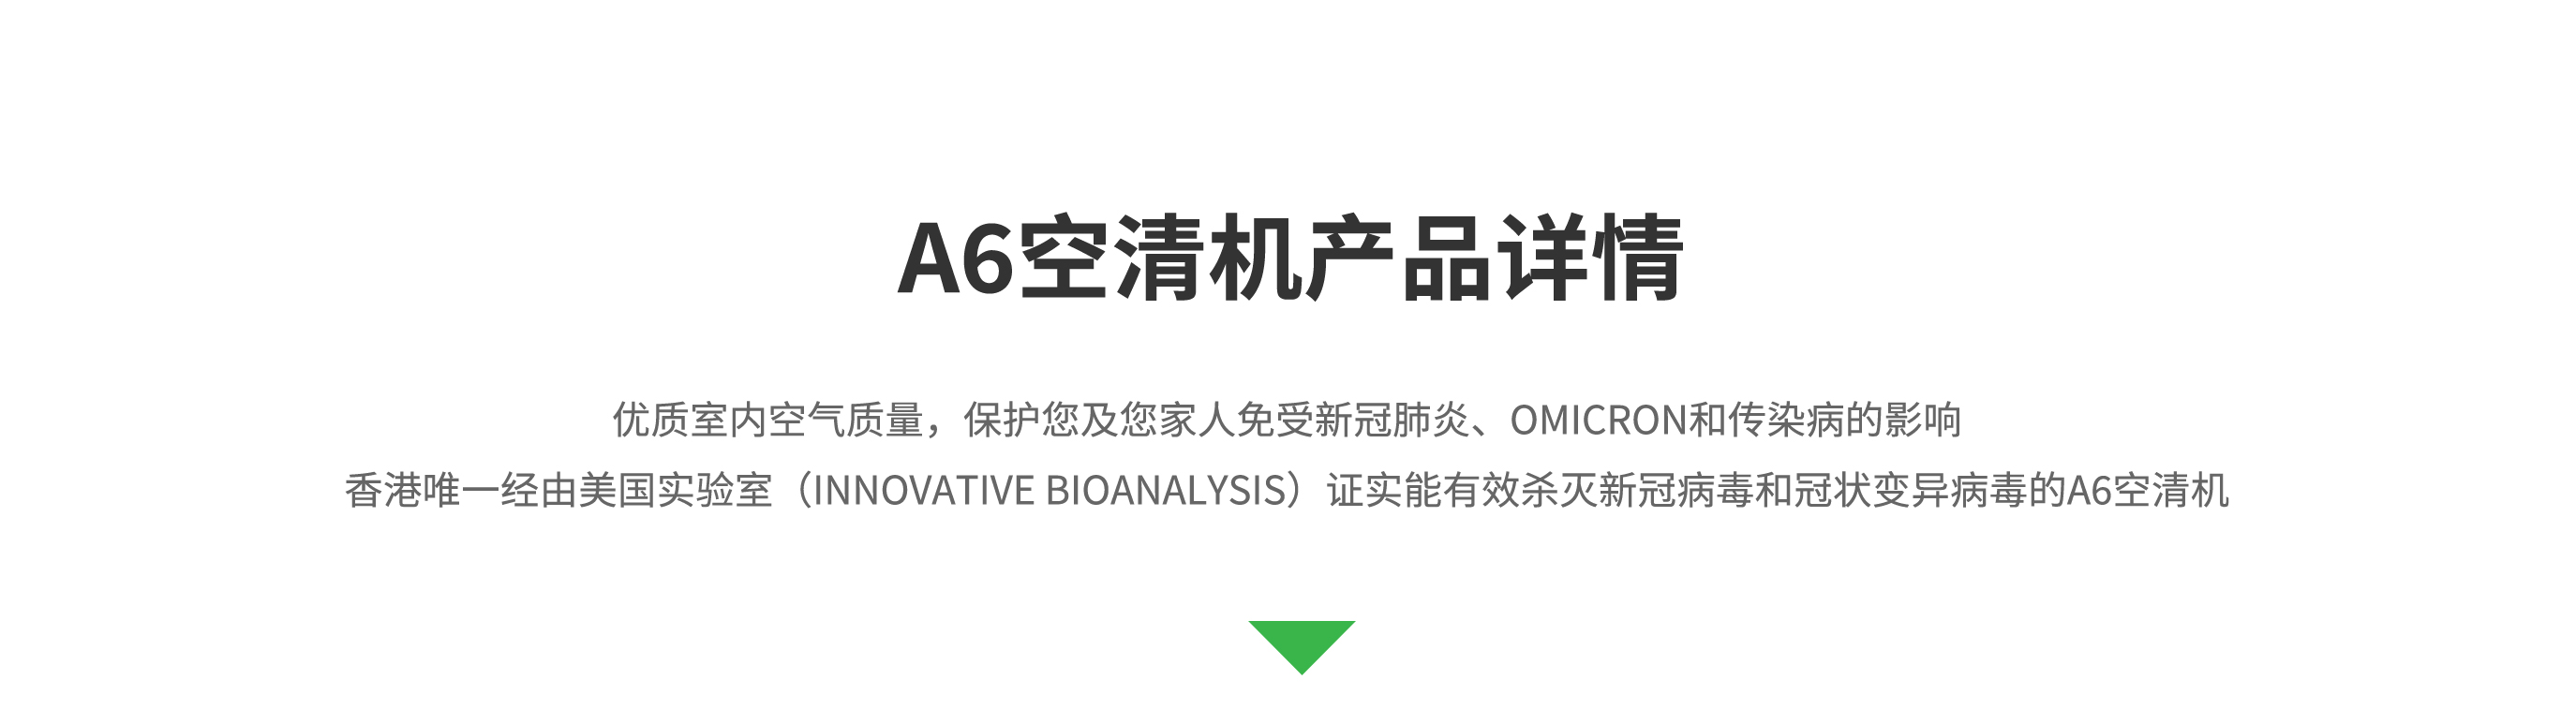 A6空清机产品详情
优质室内空气质量，保护您及您家人免受新冠肺炎、OMICRON和传染病的影响
香港唯一经由美国实验室（INNOVATIVE BIOANALYSIS）证实能有效杀灭新冠病毒和冠状变异病毒的A6空清机